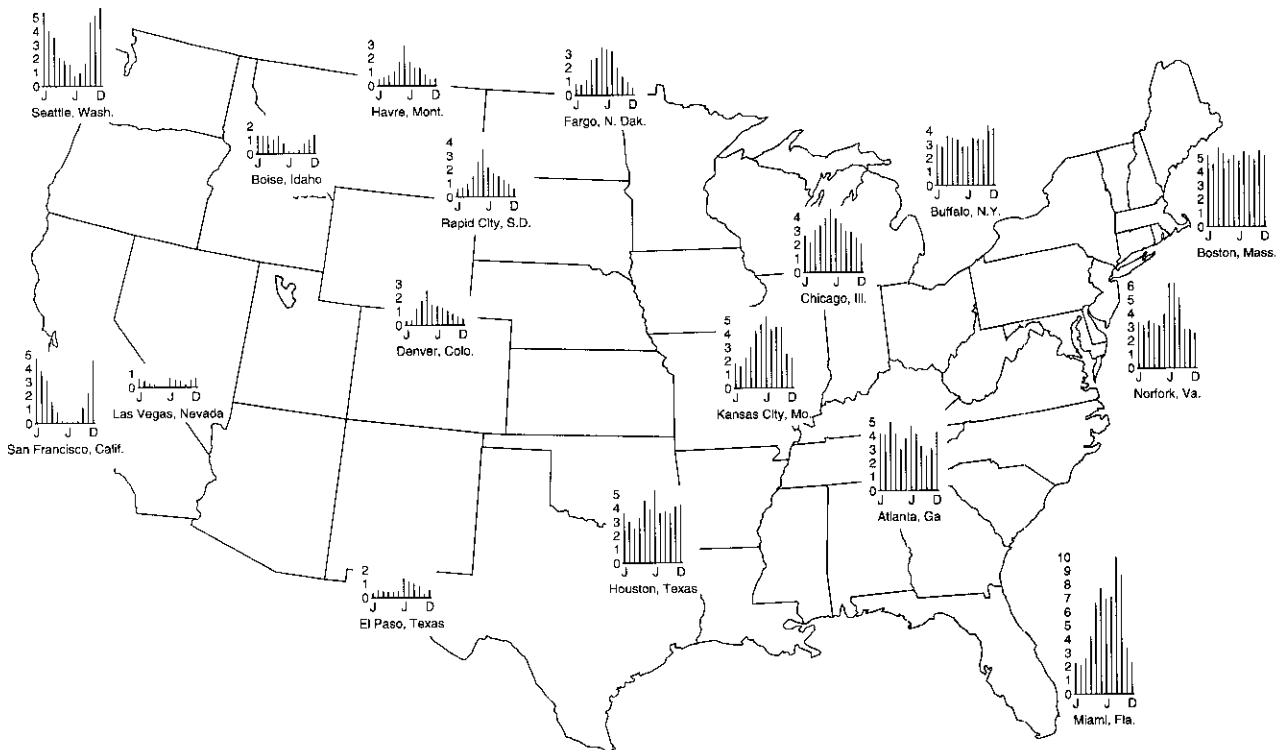 5
4
3
2
1
0
J J D
Seattle, Wash.
3
2
1
0
J J D
Havre, Mont.
3
2
1
0
J J D
Fargo, N. Dak.
2
1
0
J J D
Boise, Idaho
4
3
2
1
0
J J D
Rapid City, S.D.
4
3
2
1
0
J J D
Buffalo, N.Y.
5
4
3
2
1
0
J J D
Boston, Mass.
4
3
2
1
0
J J D
Chicago, Ill.
3
2
1
0
J J D
Denver, Colo.
6
5
4
3
2
1
0
J J D
Norfork, Va.
5
4
3
2
1
0
J J D
Kansas City, Mo.
5
4
3
2
1
0
J J D
San Francisco, Calif.
1
0
J J D
Las Vegas, Nevada
5
4
3
2
1
0
J J D
Atlanta, Ga
5
4
3
2
1
0
J J D
Houston, Texas
2
1
0
J J D
El Paso, Texas
10
9
8
7
6
5
4
3
2
1
0
J J D
Miami, Fla.